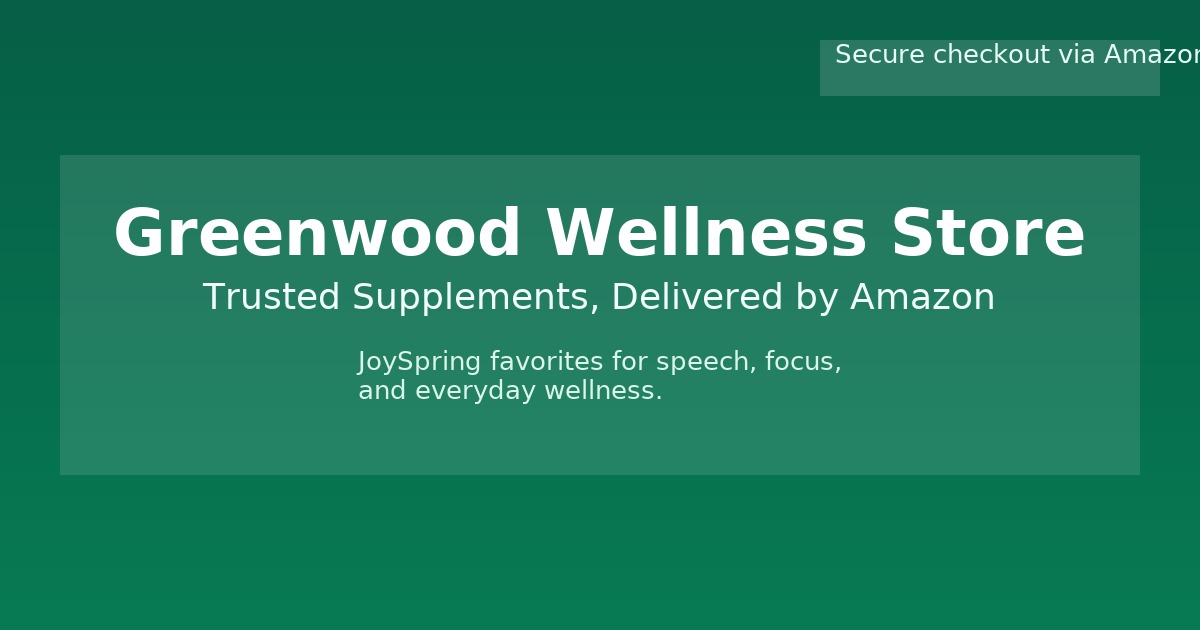 Secure checkout via Amazon
Greenwood Wellness Store
Trusted Supplements, Delivered by Amazon
JoySpring favorites for speech, focus,
and everyday wellness.